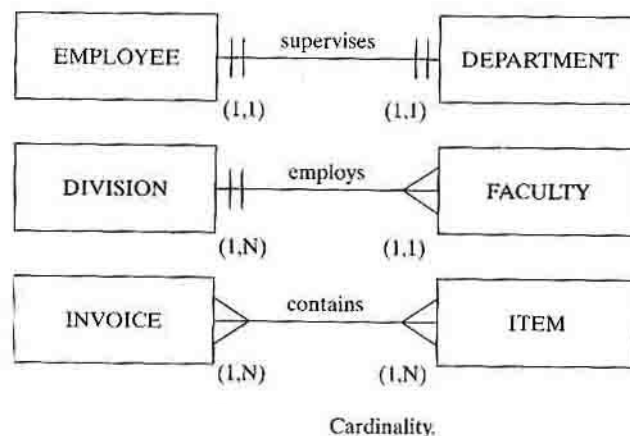 EMPLOYEE supervises DEPARTMENT
(1,1) (1,1)
DIVISION employs FACULTY
(1,N) (1,1)
INVOICE contains ITEM
(1,N) (1,N)
Cardinality.